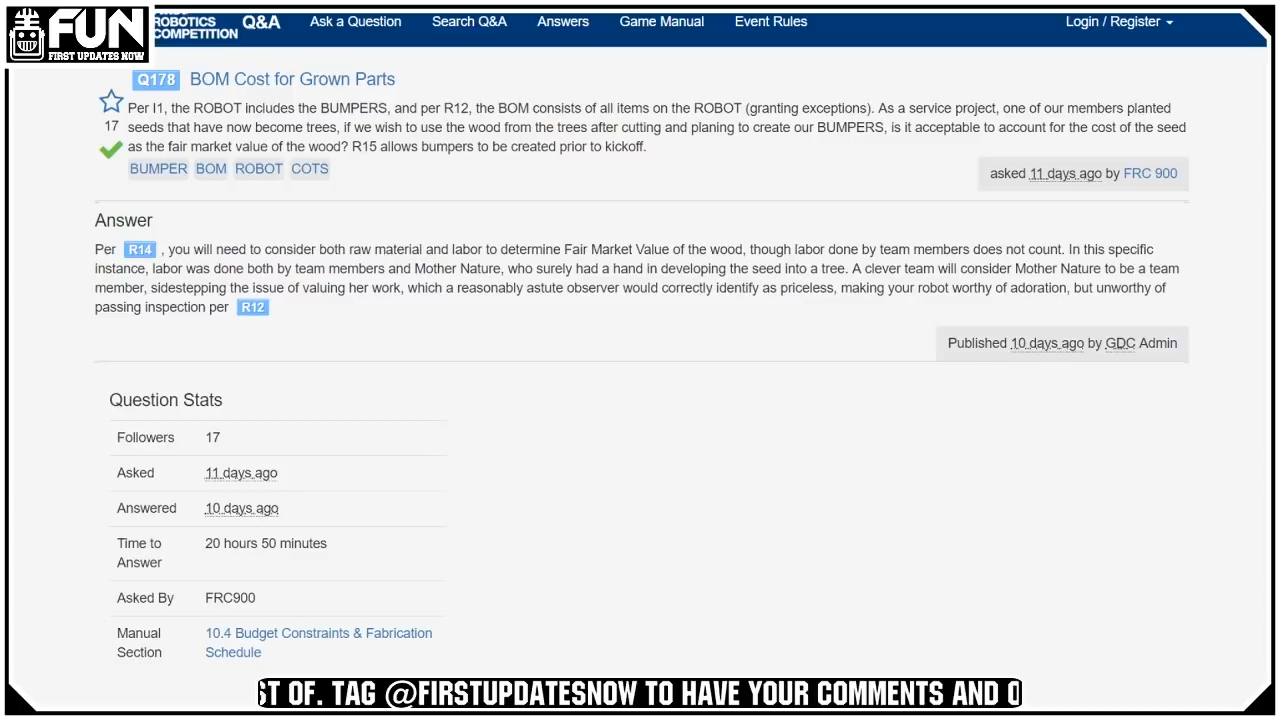 FUN
FIRST UPDATES NOW
ROBOTICS
COMPETITION
Q&A
Ask a Question
Search Q&A
Answers
Game Manual
Event Rules
Login / Register
Q178 BOM Cost for Grown Parts
Per I1, the ROBOT includes the BUMPERS, and per R12, the BOM consists of all items on the ROBOT (granting exceptions). As a service project, one of our members planted
17 seeds that have now become trees, if we wish to use the wood from the trees after cutting and planing to create our BUMPERS, is it acceptable to account for the cost of the seed
as the fair market value of the wood? R15 allows bumpers to be created prior to kickoff.
BUMPER BOM ROBOT COTS
asked 11 days ago by FRC 900
Answer
Per R14 , you will need to consider both raw material and labor to determine Fair Market Value of the wood, though labor done by team members does not count. In this specific
instance, labor was done both by team members and Mother Nature, who surely had a hand in developing the seed into a tree. A clever team will consider Mother Nature to be a team
member, sidestepping the issue of valuing her work, which a reasonably astute observer would correctly identify as priceless, making your robot worthy of adoration, but unworthy of
passing inspection per R12
Published 10 days ago by GDC Admin
Question Stats
Followers 17
Asked 11 days ago
Answered 10 days ago
Time to
Answer
20 hours 50 minutes
Asked By FRC900
Manual
Section
10.4 Budget Constraints & Fabrication
Schedule
ST OF. TAG @FIRSTUPDATESNOW TO HAVE YOUR COMMENTS AND